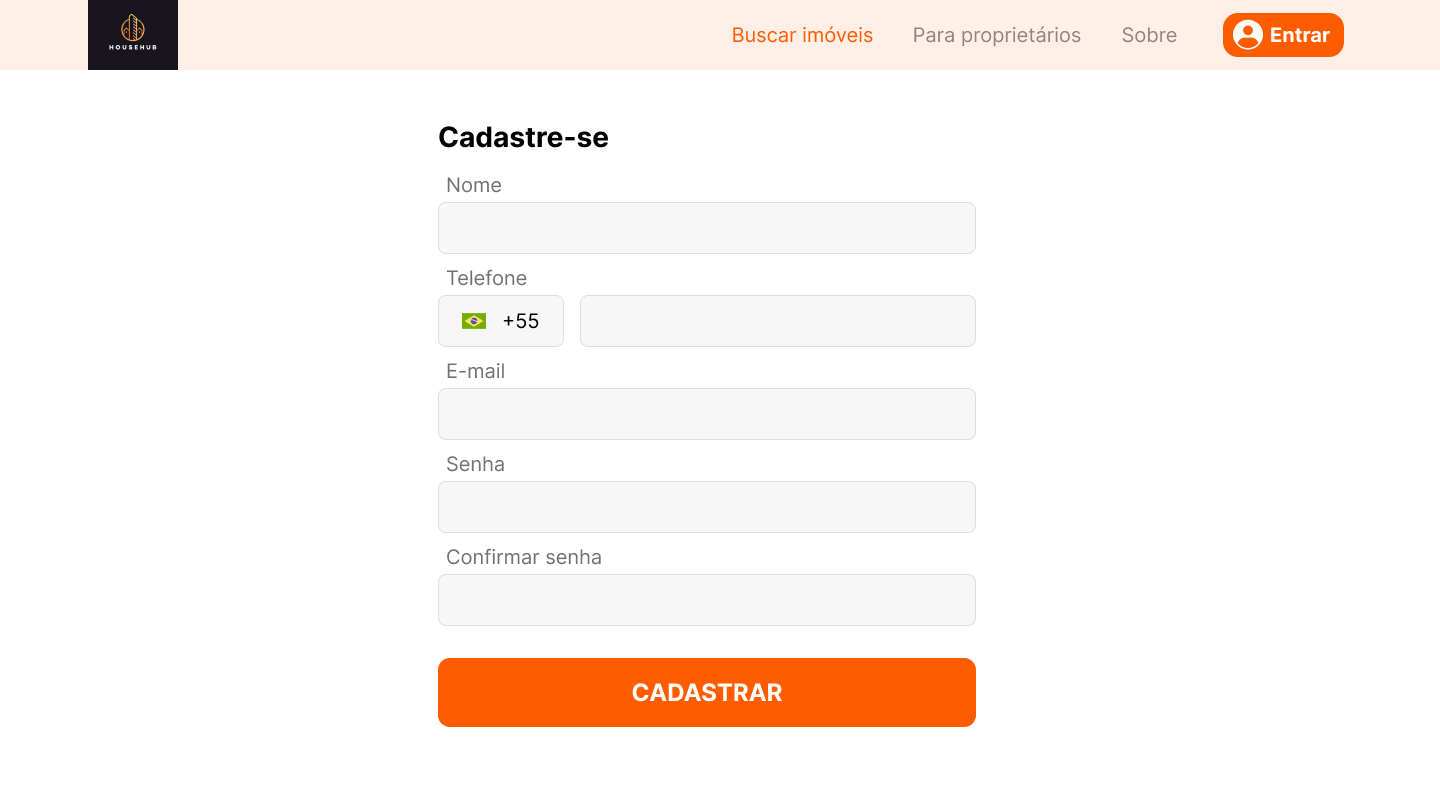 HOUSEHUB
Buscar imóveis
Para proprietários
Sobre
Entrar
Cadastre-se
Nome
Telefone
+55
E-mail
Senha
Confirmar senha
CADASTRAR